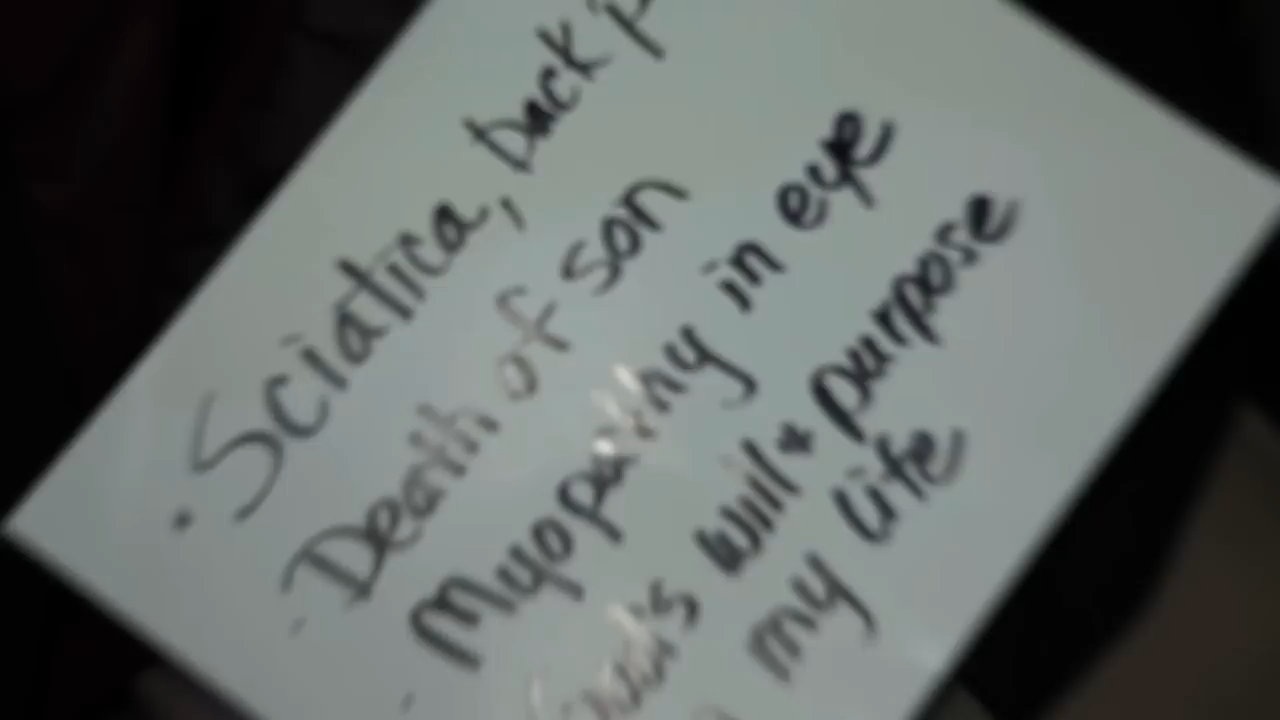 · Sciatica, back p
- Death of son
- Myopathy in eye
will & purpose
my life